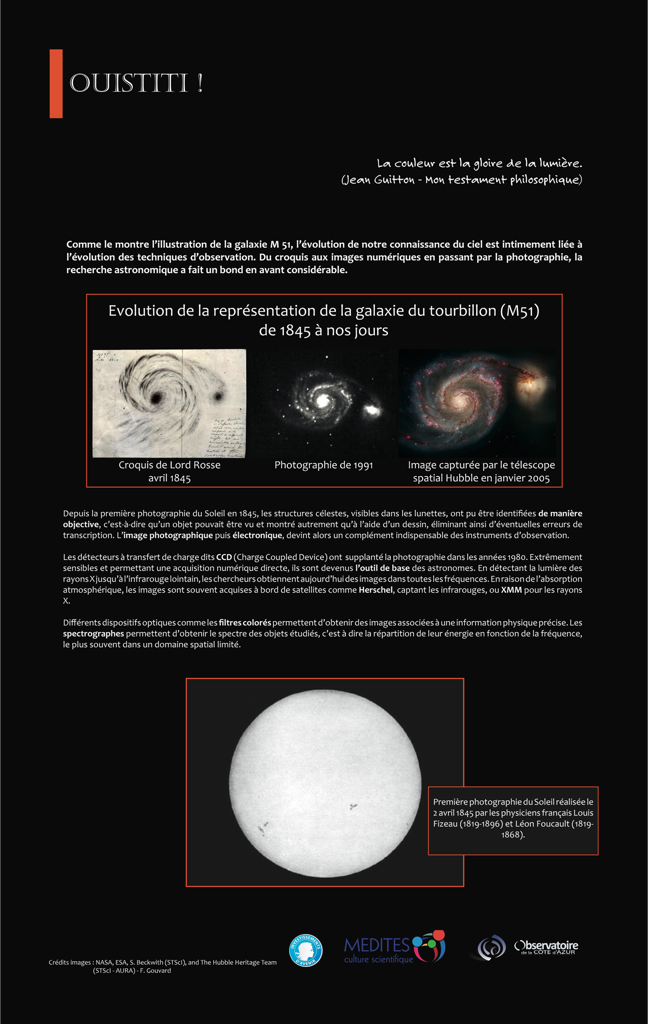 OUISTITI !
La couleur est la gloire de la lumière.
(Jean Guitton - Mon testament philosophique)
Comme le montre l'illustration de la galaxie M 51, l'évolution de notre connaissance du ciel est intimement liée à
l'évolution des techniques d'observation. Du croquis aux images numériques en passant par la photographie, la
recherche astronomique a fait un bond en avant considérable.
Evolution de la représentation de la galaxie du tourbillon (M51)
de 1845 à nos jours
Croquis de Lord Rosse
avril 1845
Photographie de 1991
Image capturée par le télescope
spatial Hubble en janvier 2005
Depuis la première photographie du Soleil en 1845, les structures célestes, visibles dans les lunettes, ont pu être identifiées de manière
objective, c'est-à-dire qu'un objet pouvait être vu et montré autrement qu'à l'aide d'un dessin, éliminant ainsi d'éventuelles erreurs de
transcription. L'image photographique puis électronique, devint alors un complément indispensable des instruments d'observation.
Les détecteurs à transfert de charge dits CCD (Charge Coupled Device) ont supplanté la photographie dans les années 1980. Extrêmement
sensibles et permettant une acquisition numérique directe, ils sont devenus l'outil de base des astronomes. En détectant la lumière des
rayons X jusqu'à l'infrarouge lointain, les chercheurs obtiennent aujourd'hui des images dans toutes les fréquences. En raison de l'absorption
atmosphérique, les images sont souvent acquises à bord de satellites comme Herschel, captant les infrarouges, ou XMM pour les rayons
X.
Différents dispositifs optiques comme les filtres colorés permettent d'obtenir des images associées à une information physique précise. Les
spectrographes permettent d'obtenir le spectre des objets étudiés, c'est à dire la répartition de leur énergie en fonction de la fréquence,
le plus souvent dans un domaine spatial limité.
Première photographie du Soleil réalisée le
2 avril 1845 par les physiciens français Louis
Fizeau (1819-1896) et Léon Foucault (1819-
1868).
Crédits images : NASA, ESA, S. Beckwith (STScI), and The Hubble Heritage Team
(STScI - AURA) - F. Gouvard
INVESTISSEMENTS
D'AVENIR
MEDITES
culture scientifique
Observatoire
de la CÔTE d'AZUR